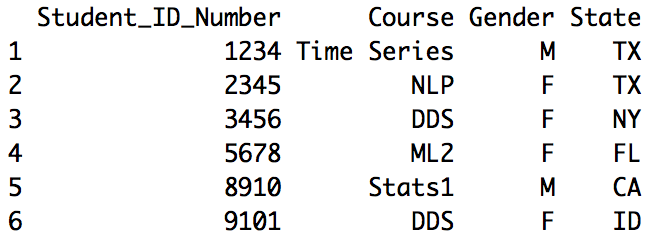 Student_ID_Number Course Gender State
1 1234 Time Series M TX
2 2345 NLP F TX
3 3456 DDS F NY
4 5678 ML2 F FL
5 8910 Stats1 M CA
6 9101 DDS F ID